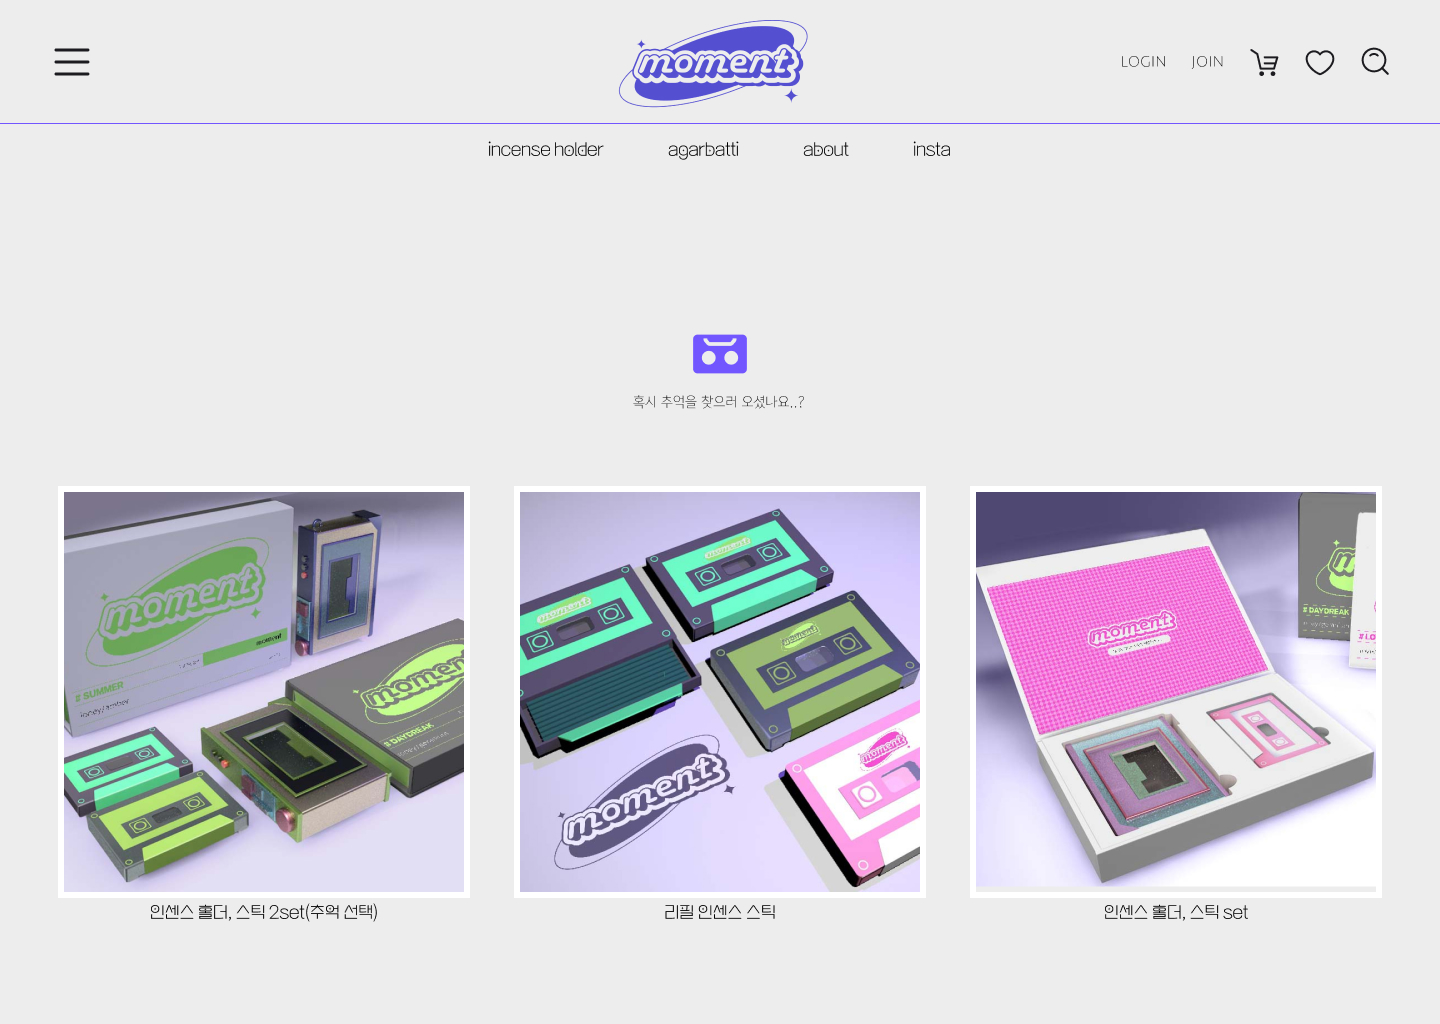 moment
LOGIN JOIN
incense holder agarbatti about insta
혹시 추억을 찾으러 오셨나요..?
moment
moment
# SUMMER
moment
# DAYDREAK
moment
moment
moment
moment
moment
moment
# DAYDREAK
인센스 홀더, 스틱 2set(추억 선택)
리필 인센스 스틱
인센스 홀더, 스틱 set